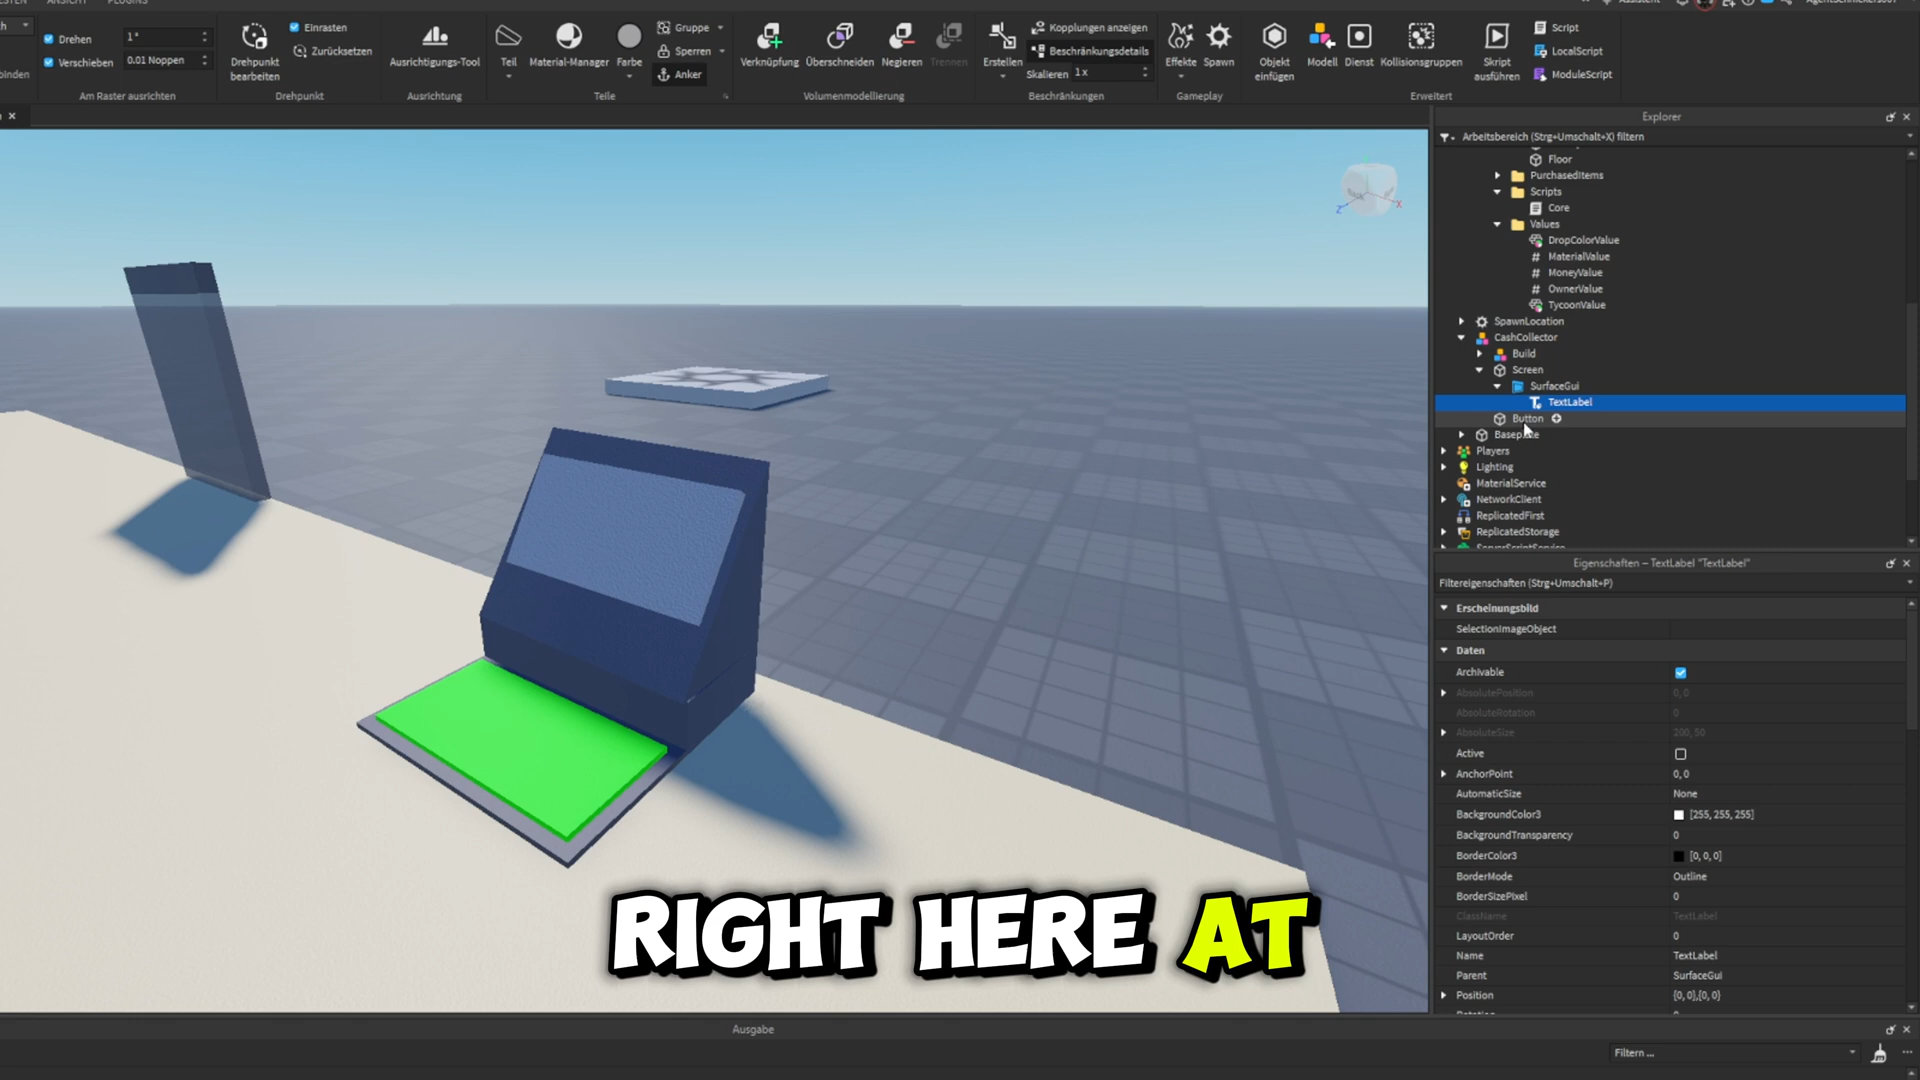 Drehen
1°
Verschieben
0.01 Noppen
Am Raster ausrichten
Drehpunkt
bearbeiten
Einrasten
Zurücksetzen
Drehpunkt
Ausrichtungs-Tool
Ausrichtung
Teil
Material-Manager
Farbe
Gruppe
Sperren
Anker
Teile
Verknüpfung
Überschneiden
Negieren
Trennen
Volumenmodellierung
Erstellen
Kopplungen anzeigen
Beschränkungsdetails
Skalieren 1x
Beschränkungen
Effekte
Spawn
Gameplay
Objekt
einfügen
Modell
Dienst
Kollisionsgruppen
Skript
ausführen
Script
LocalScript
ModuleScript
Erweitert
Explorer
Arbeitsbereich (Strg+Umschalt+X) filtern
Floor
PurchasedItems
Scripts
Core
Values
DropColorValue
MaterialValue
MoneyValue
OwnerValue
TycoonValue
SpawnLocation
CashCollector
Build
Screen
SurfaceGui
TextLabel
Button
Players
Lighting
MaterialService
NetworkClient
ReplicatedFirst
ReplicatedStorage
Eigenschaften – TextLabel "TextLabel"
Filtereigenschaften (Strg+Umschalt+P)
Erscheinungsbild
SelectionImageObject
Daten
Archivable
AbsolutePosition 0, 0
AbsoluteRotation 0
AbsoluteSize 200, 50
Active
AnchorPoint 0, 0
AutomaticSize None
BackgroundColor3 [255, 255, 255]
BackgroundTransparency 0
BorderColor3 [0, 0, 0]
BorderMode Outline
BorderSizePixel 0
ClassName TextLabel
LayoutOrder 0
Name TextLabel
Parent SurfaceGui
Position {0, 0},{0, 0}
RIGHT HERE AT
Ausgabe
Filtern ...